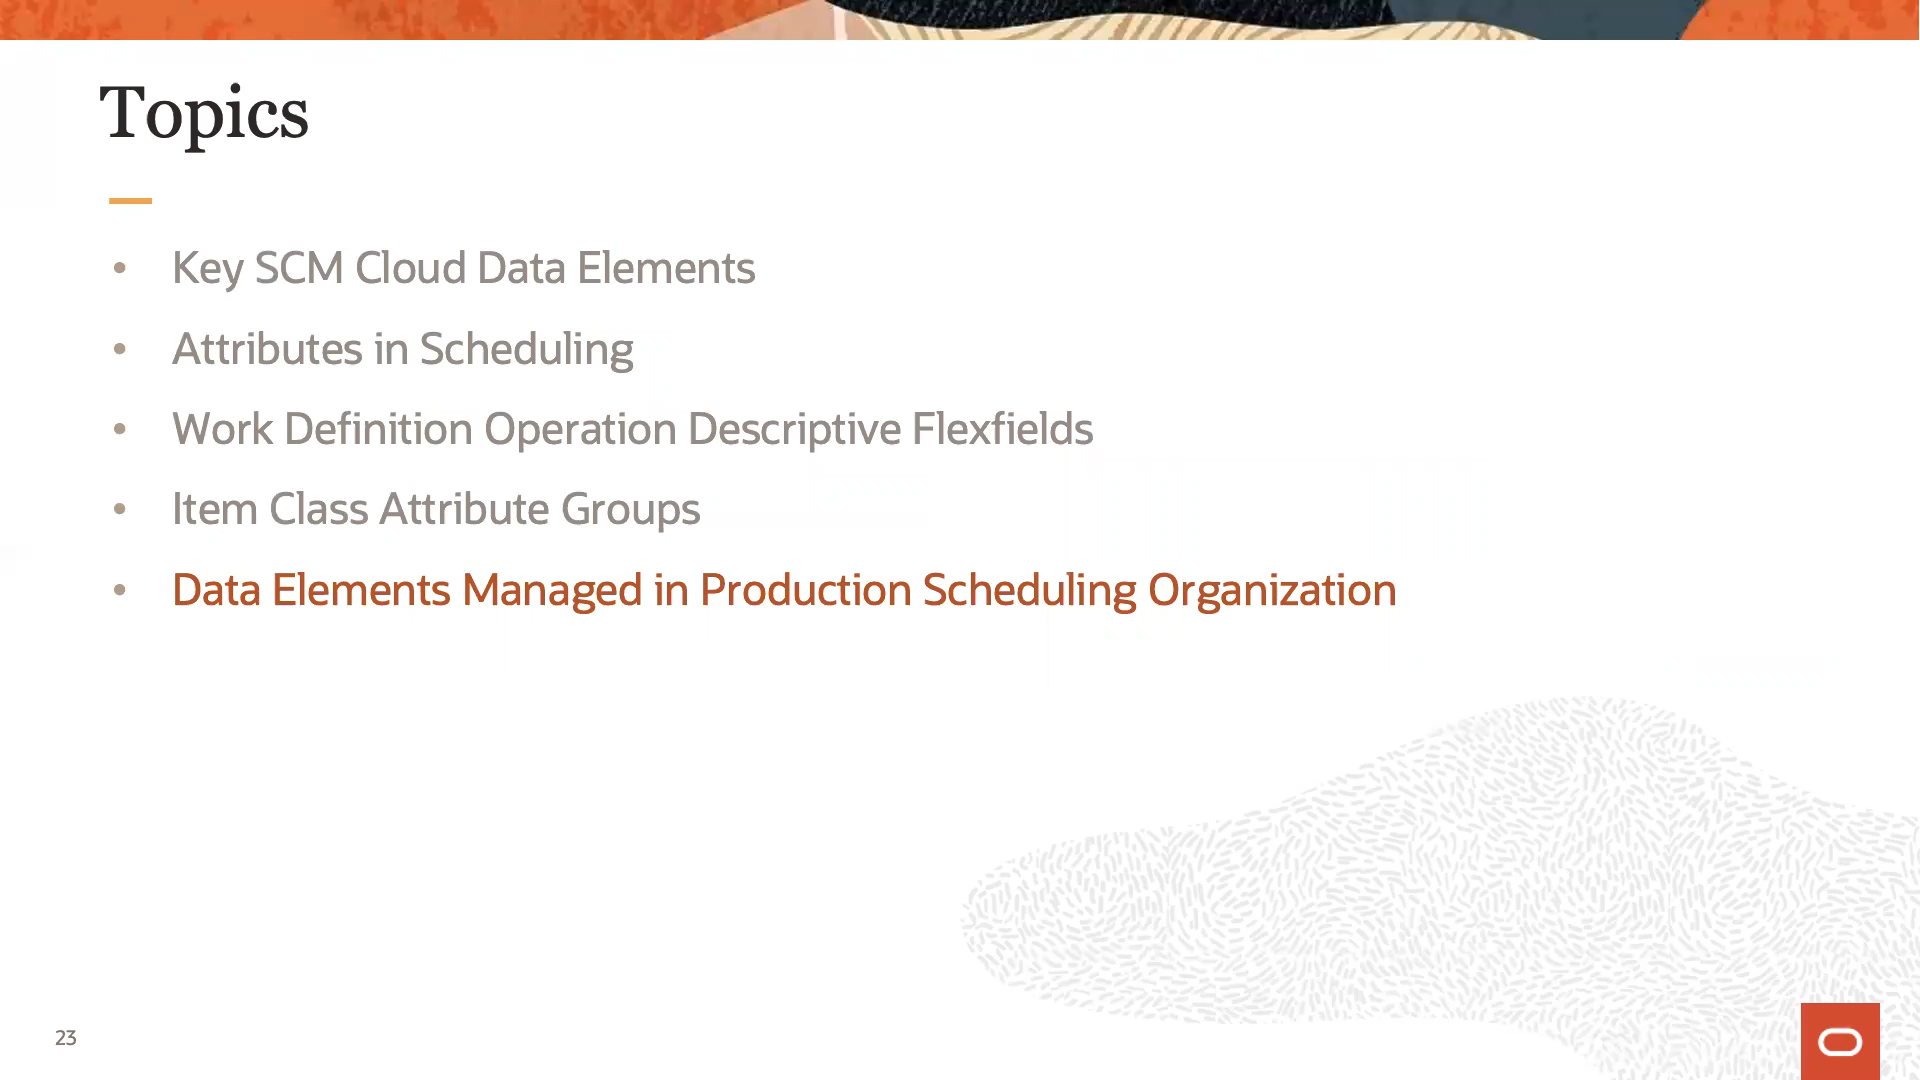 Topics
• Key SCM Cloud Data Elements
• Attributes in Scheduling
• Work Definition Operation Descriptive Flexfields
• Item Class Attribute Groups
• Data Elements Managed in Production Scheduling Organization
23